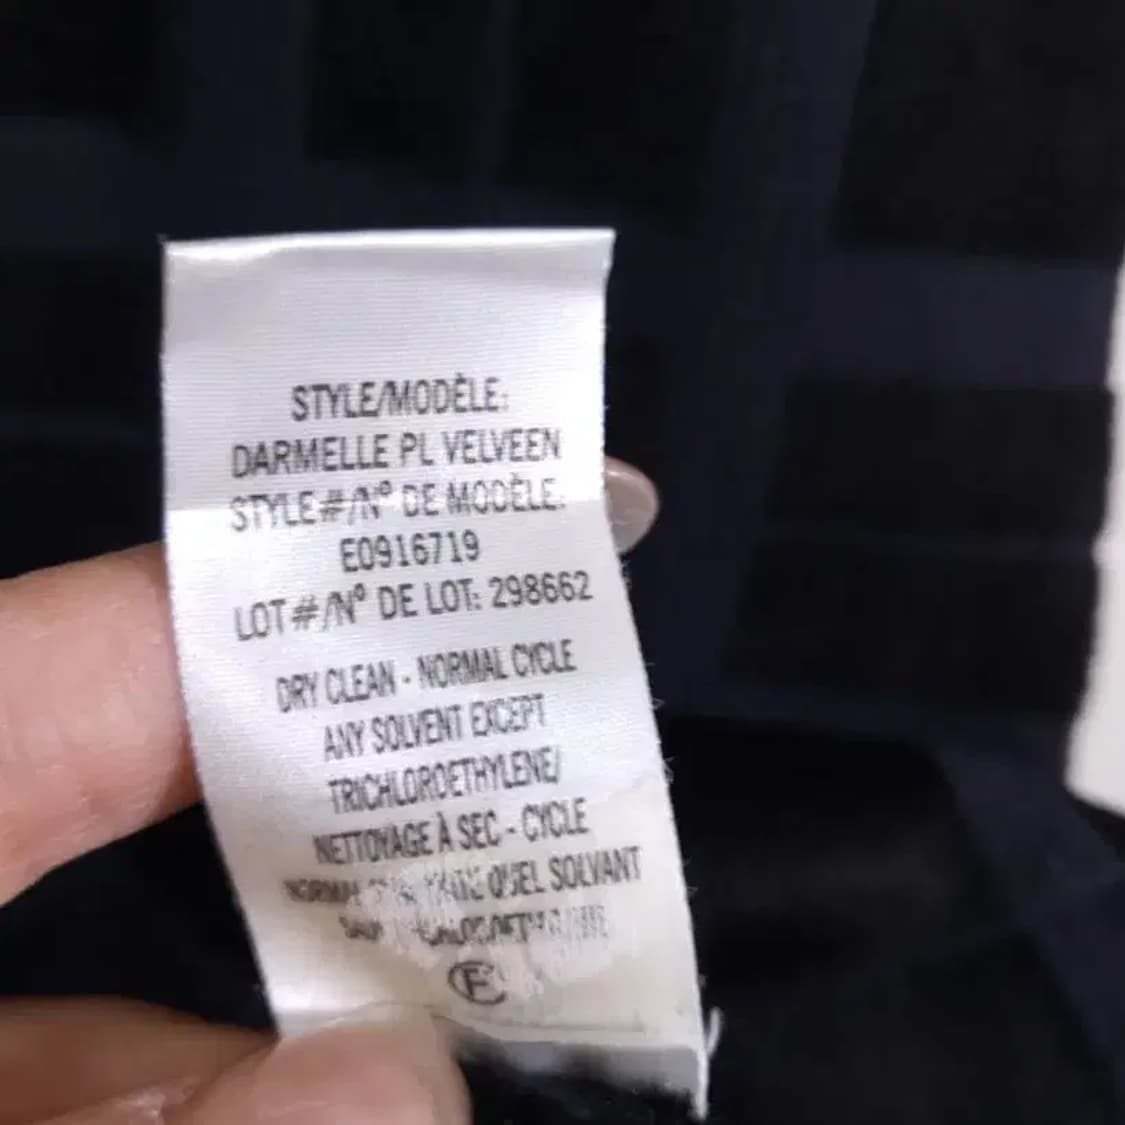 STYLE/MODÈLE:
DARMELLE PL VELVEEN
STYLE#/N° DE MODÈLE:
E0916719
LOT#/N° DE LOT: 298662
DRY CLEAN - NORMAL CYCLE
ANY SOLVENT EXCEPT
TRICHLOROETHYLENE/
NETTOYAGE À SEC - CYCLE
QUEL SOLVANT